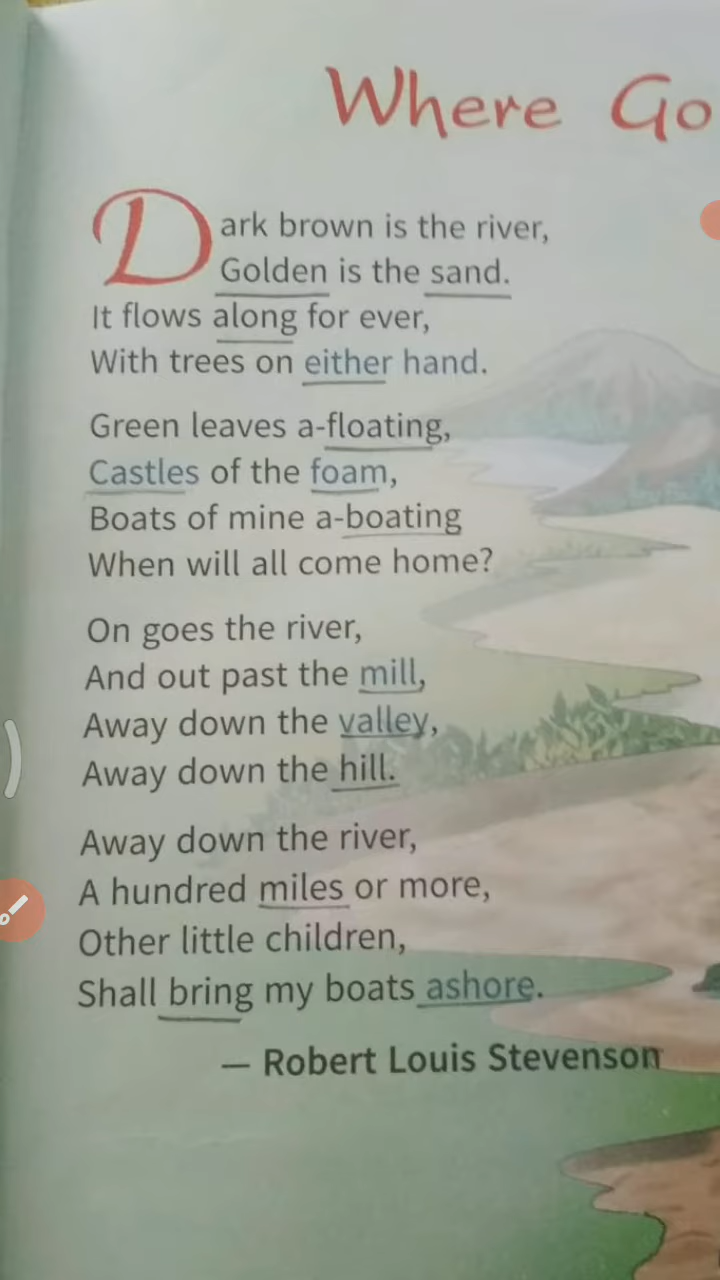 Where Go
Dark brown is the river,
Golden is the sand.
It flows along for ever,
With trees on either hand.
Green leaves a-floating,
Castles of the foam,
Boats of mine a-boating
When will all come home?
On goes the river,
And out past the mill,
Away down the valley,
Away down the hill.
Away down the river,
A hundred miles or more,
Other little children,
Shall bring my boats ashore.
— Robert Louis Stevenson